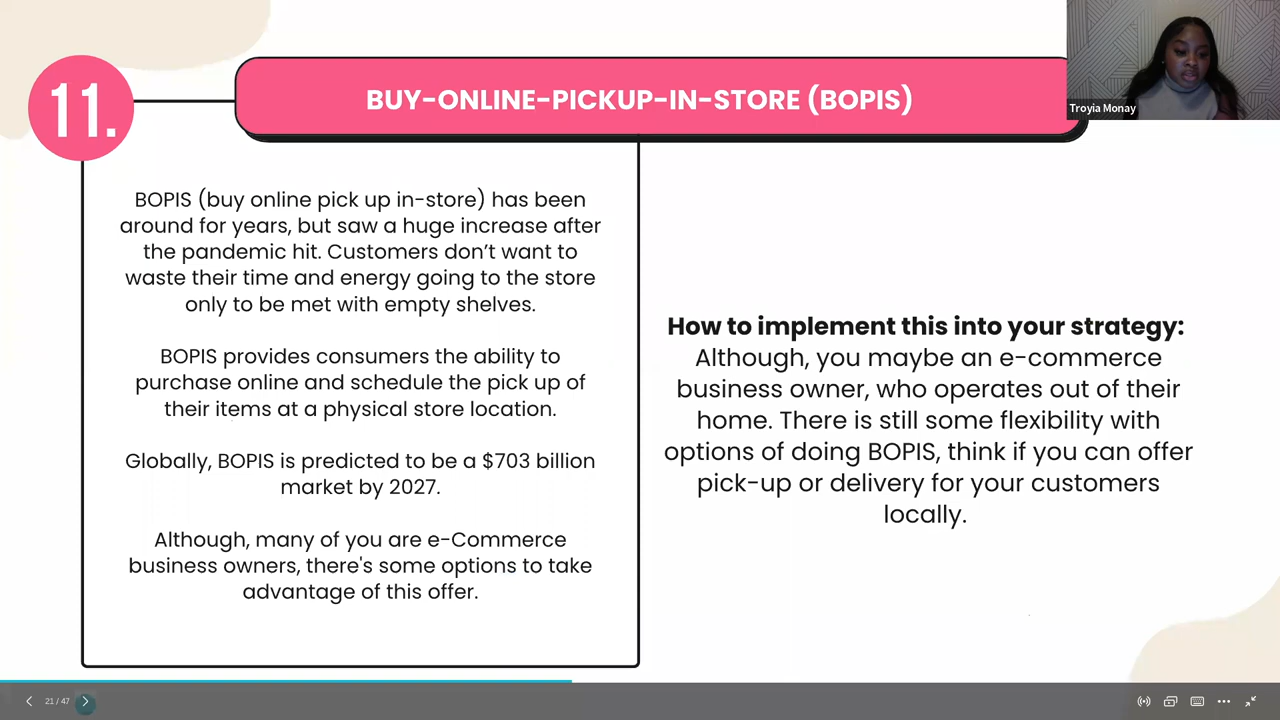 11.
BUY-ONLINE-PICKUP-IN-STORE (BOPIS)
Troyia Monay
BOPIS (buy online pick up in-store) has been
around for years, but saw a huge increase after
the pandemic hit. Customers don’t want to
waste their time and energy going to the store
only to be met with empty shelves.
BOPIS provides consumers the ability to
purchase online and schedule the pick up of
their items at a physical store location.
Globally, BOPIS is predicted to be a $703 billion
market by 2027.
Although, many of you are e-Commerce
business owners, there's some options to take
advantage of this offer.
How to implement this into your strategy:
Although, you maybe an e-commerce
business owner, who operates out of their
home. There is still some flexibility with
options of doing BOPIS, think if you can offer
pick-up or delivery for your customers
locally.
21 / 47